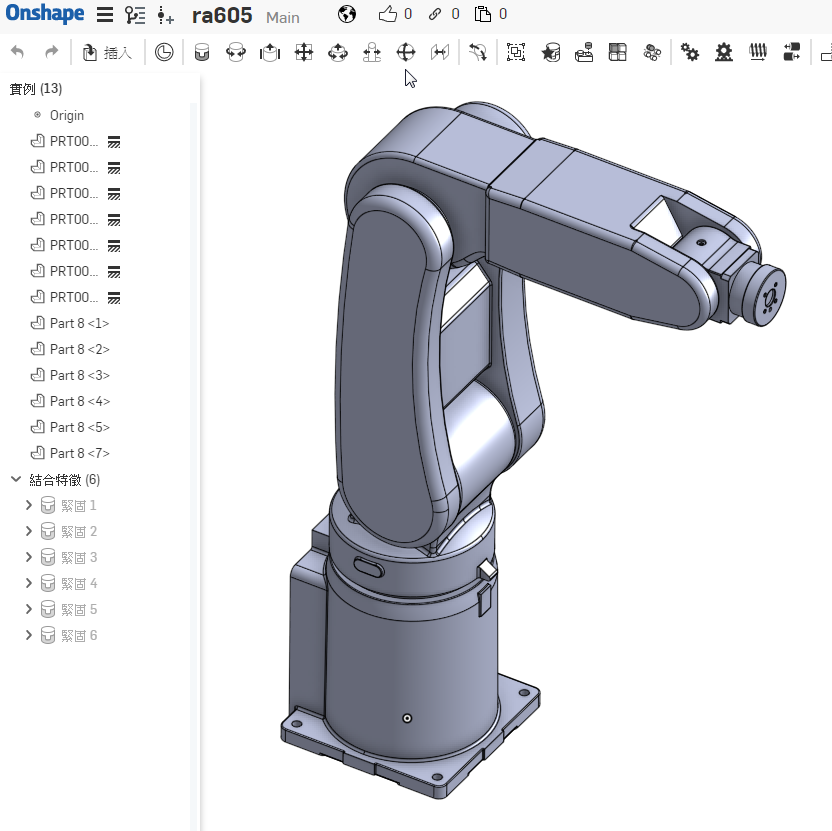 Onshape ra605 Main 0 0 0
插入
實例 (13)
Origin
PRT00...
PRT00...
PRT00...
PRT00...
PRT00...
PRT00...
PRT00...
Part 8 <1>
Part 8 <2>
Part 8 <3>
Part 8 <4>
Part 8 <5>
Part 8 <7>
結合特徵 (6)
緊固 1
緊固 2
緊固 3
緊固 4
緊固 5
緊固 6